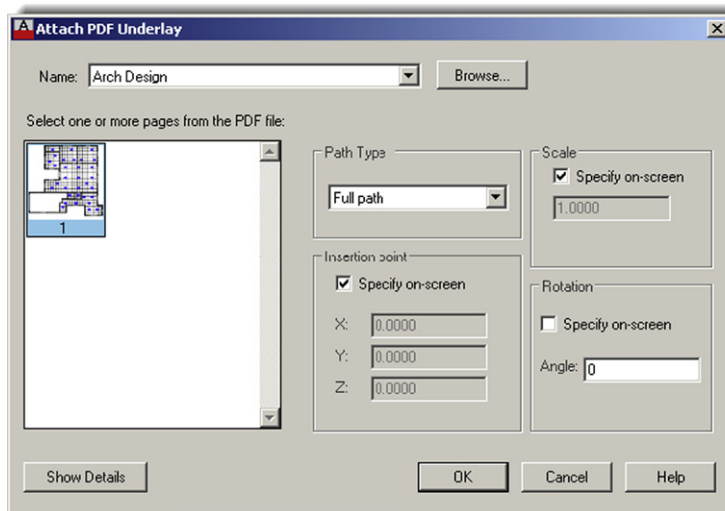 Attach PDF Underlay
Name: Arch Design Browse...
Select one or more pages from the PDF file:
1
Path Type
Full path
Insertion point
Specify on-screen
X: 0.0000
Y: 0.0000
Z: 0.0000
Scale
Specify on-screen
1.0000
Rotation
Specify on-screen
Angle: 0
Show Details OK Cancel Help